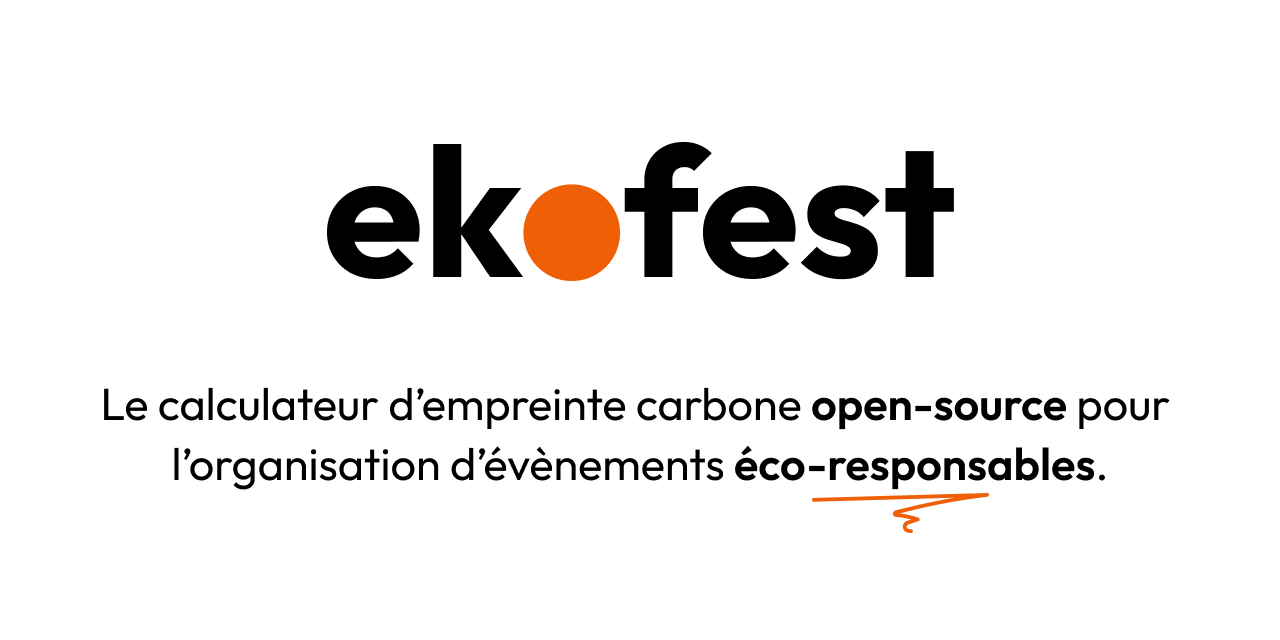 ekofest
Le calculateur d’empreinte carbone open-source pour
l’organisation d’évènements éco-responsables.